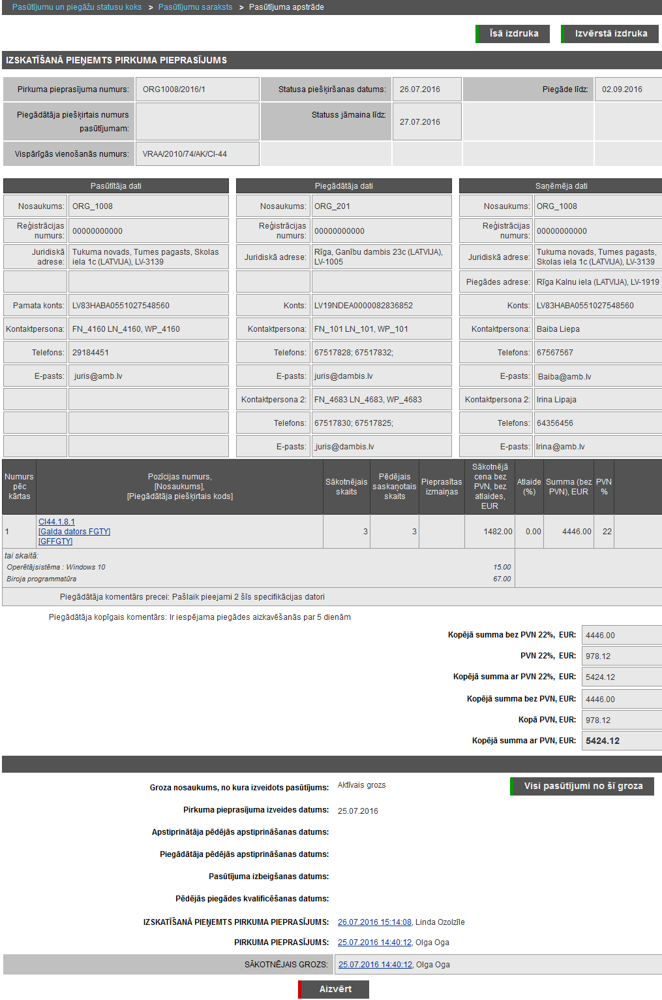 Pasūtījumu un piegāžu statusu koks > Pasūtījumu saraksts > Pasūtījuma apstrāde
Īsā izdruka Izvērstā izdruka
IZSKATĪŠANĀ PIEŅEMTS PIRKUMA PIEPRASĪJUMS
Pirkuma pieprasījuma numurs: ORG1008/2016/1 Statusa piešķiršanas datums: 26.07.2016 Piegāde līdz: 02.09.2016
Piegādātāja piešķirtais numurs
pasūtījumam:
Statuss jāmaina līdz: 27.07.2016
Vispārīgās vienošanās numurs: VRAA/2010/74/AK/CI-44
Pasūtītāja dati
Nosaukums: ORG_1008
Reģistrācijas
numurs: 00000000000
Juridiskā
adrese: Tukuma novads, Tumes pagasts, Skolas
iela 1c (LATVIJA), LV-3139
Pamata konts: LV83HABA0551027548560
Kontaktpersona: FN_4160 LN_4160, WP_4160
Telefons: 29184451
E-pasts: juris@amb.lv
Piegādātāja dati
Nosaukums: ORG_201
Reģistrācijas
numurs: 00000000000
Juridiskā adrese: Rīga, Ganību dambis 23c (LATVIJA),
LV-1005
Konts: LV19NDEA0000082836852
Kontaktpersona: FN_101 LN_101, WP_101
Telefons: 67517828; 67517832;
E-pasts: juris@dambis.lv
Kontaktpersona 2: FN_4683 LN_4683, WP_4683
Telefons: 67517830; 67517825;
E-pasts: juris@dambis.lv
Saņēmēja dati
Nosaukums: ORG_1008
Reģistrācijas
numurs: 00000000000
Juridiskā adrese: Tukuma novads, Tumes pagasts,
Skolas iela 1c (LATVIJA), LV-3139
Piegādes adrese: Rīga Kalnu iela (LATVIJA), LV-1919
Konts: LV83HABA0551027548560
Kontaktpersona: Baiba Liepa
Telefons: 67567567
E-pasts: Baiba@amb.lv
Kontaktpersona 2: Irina Lipaja
Telefons: 64356456
E-pasts: Irina@amb.lv
Numurs
pēc
kārtas
Pozīcijas numurs,
[Nosaukums],
[Piegādātāja piešķirtais kods]
Sākotnējais
skaits
Pēdējais
saskaņotais
skaits
Pieprasītas
izmaiņas
Sākotnējā
cena bez
PVN, bez
atlaides,
EUR
Atlaide
(%)
Summa (bez
PVN), EUR
PVN
%
1
CI44.1.8.1
[Galda dators FGTY]
[GFFGTY]
3 3 1482.00 0.00 4446.00 22
tai skaitā:
Operētājsistēma : Windows 10 15.00
Biroja programmatūra 67.00
Piegādātāja komentārs precei: Pašlaik pieejami 2 šīs specifikācijas datori
Piegādātāja kopīgais komentārs: Ir iespējama piegādes aizkavēšanās par 5 dienām
Kopējā summa bez PVN 22%, EUR: 4446.00
PVN 22%, EUR: 978.12
Kopējā summa ar PVN 22%, EUR: 5424.12
Kopējā summa bez PVN, EUR: 4446.00
Kopā PVN, EUR: 978.12
Kopējā summa ar PVN, EUR: 5424.12
Groza nosaukums, no kura izveidots pasūtījums: Aktīvais grozs Visi pasūtījumi no šī groza
Pirkuma pieprasījuma izveides datums: 25.07.2016
Apstiprinātāja pēdējās apstiprināšanas datums:
Piegādātāja pēdējās apstiprināšanas datums:
Pasūtījuma izbeigšanas datums:
Pēdējās piegādes kvalificēšanas datums:
IZSKATĪŠANĀ PIEŅEMTS PIRKUMA PIEPRASĪJUMS: 26.07.2016 15:14:08, Linda Ozolzīle
PIRKUMA PIEPRASĪJUMS: 25.07.2016 14:40:12, Olga Oga
SĀKOTNĒJAIS GROZS: 25.07.2016 14:40:12, Olga Oga
Aizvērt